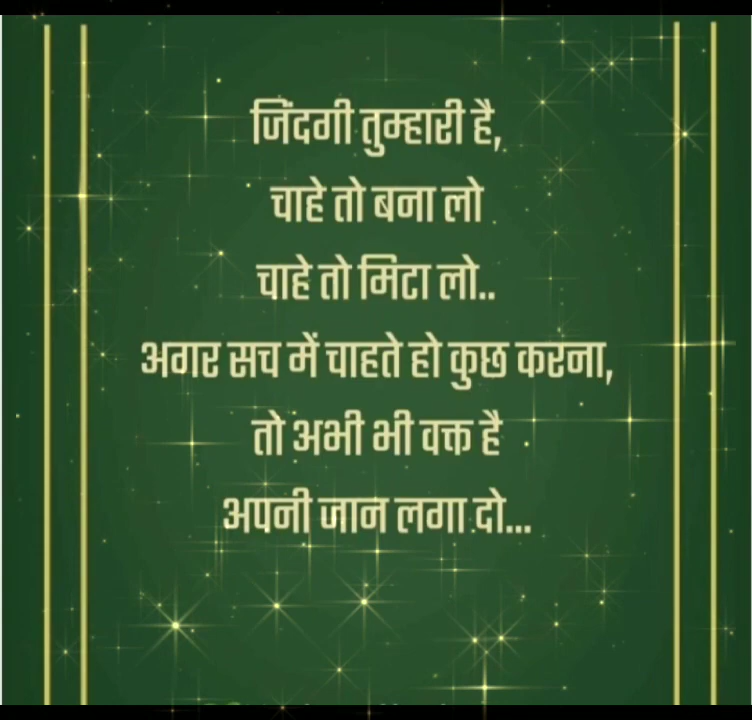 जिंदगी तुम्हारी है,
चाहे तो बना लो
चाहे तो मिटा लो..
अगर सच में चाहते हो कुछ करना,
तो अभी भी वक्त है
अपनी जान लगा दो...